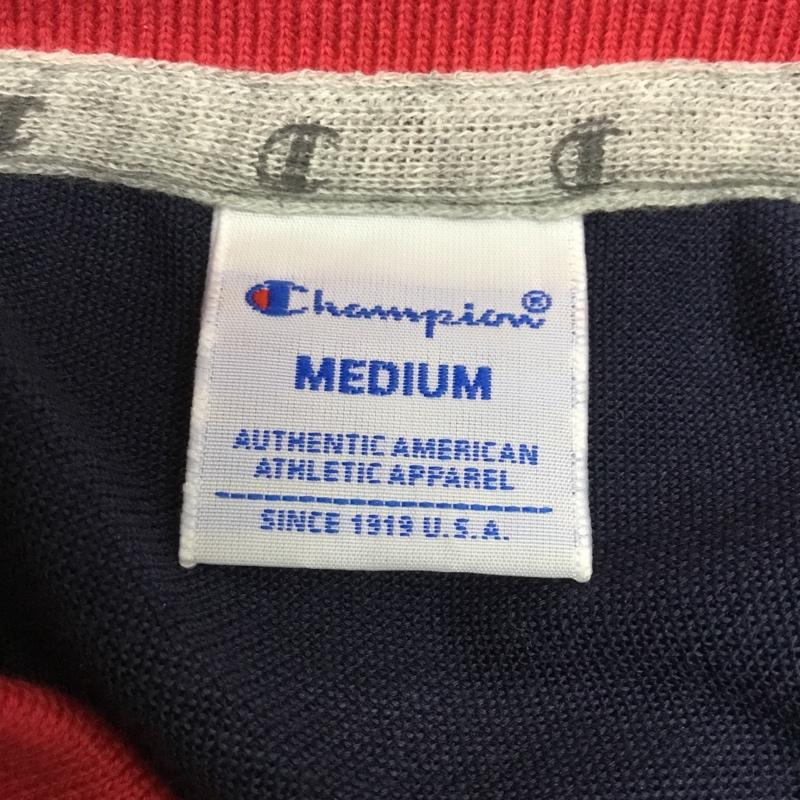 Champion®
MEDIUM
AUTHENTIC AMERICAN
ATHLETIC APPAREL
SINCE 1919 U.S.A.